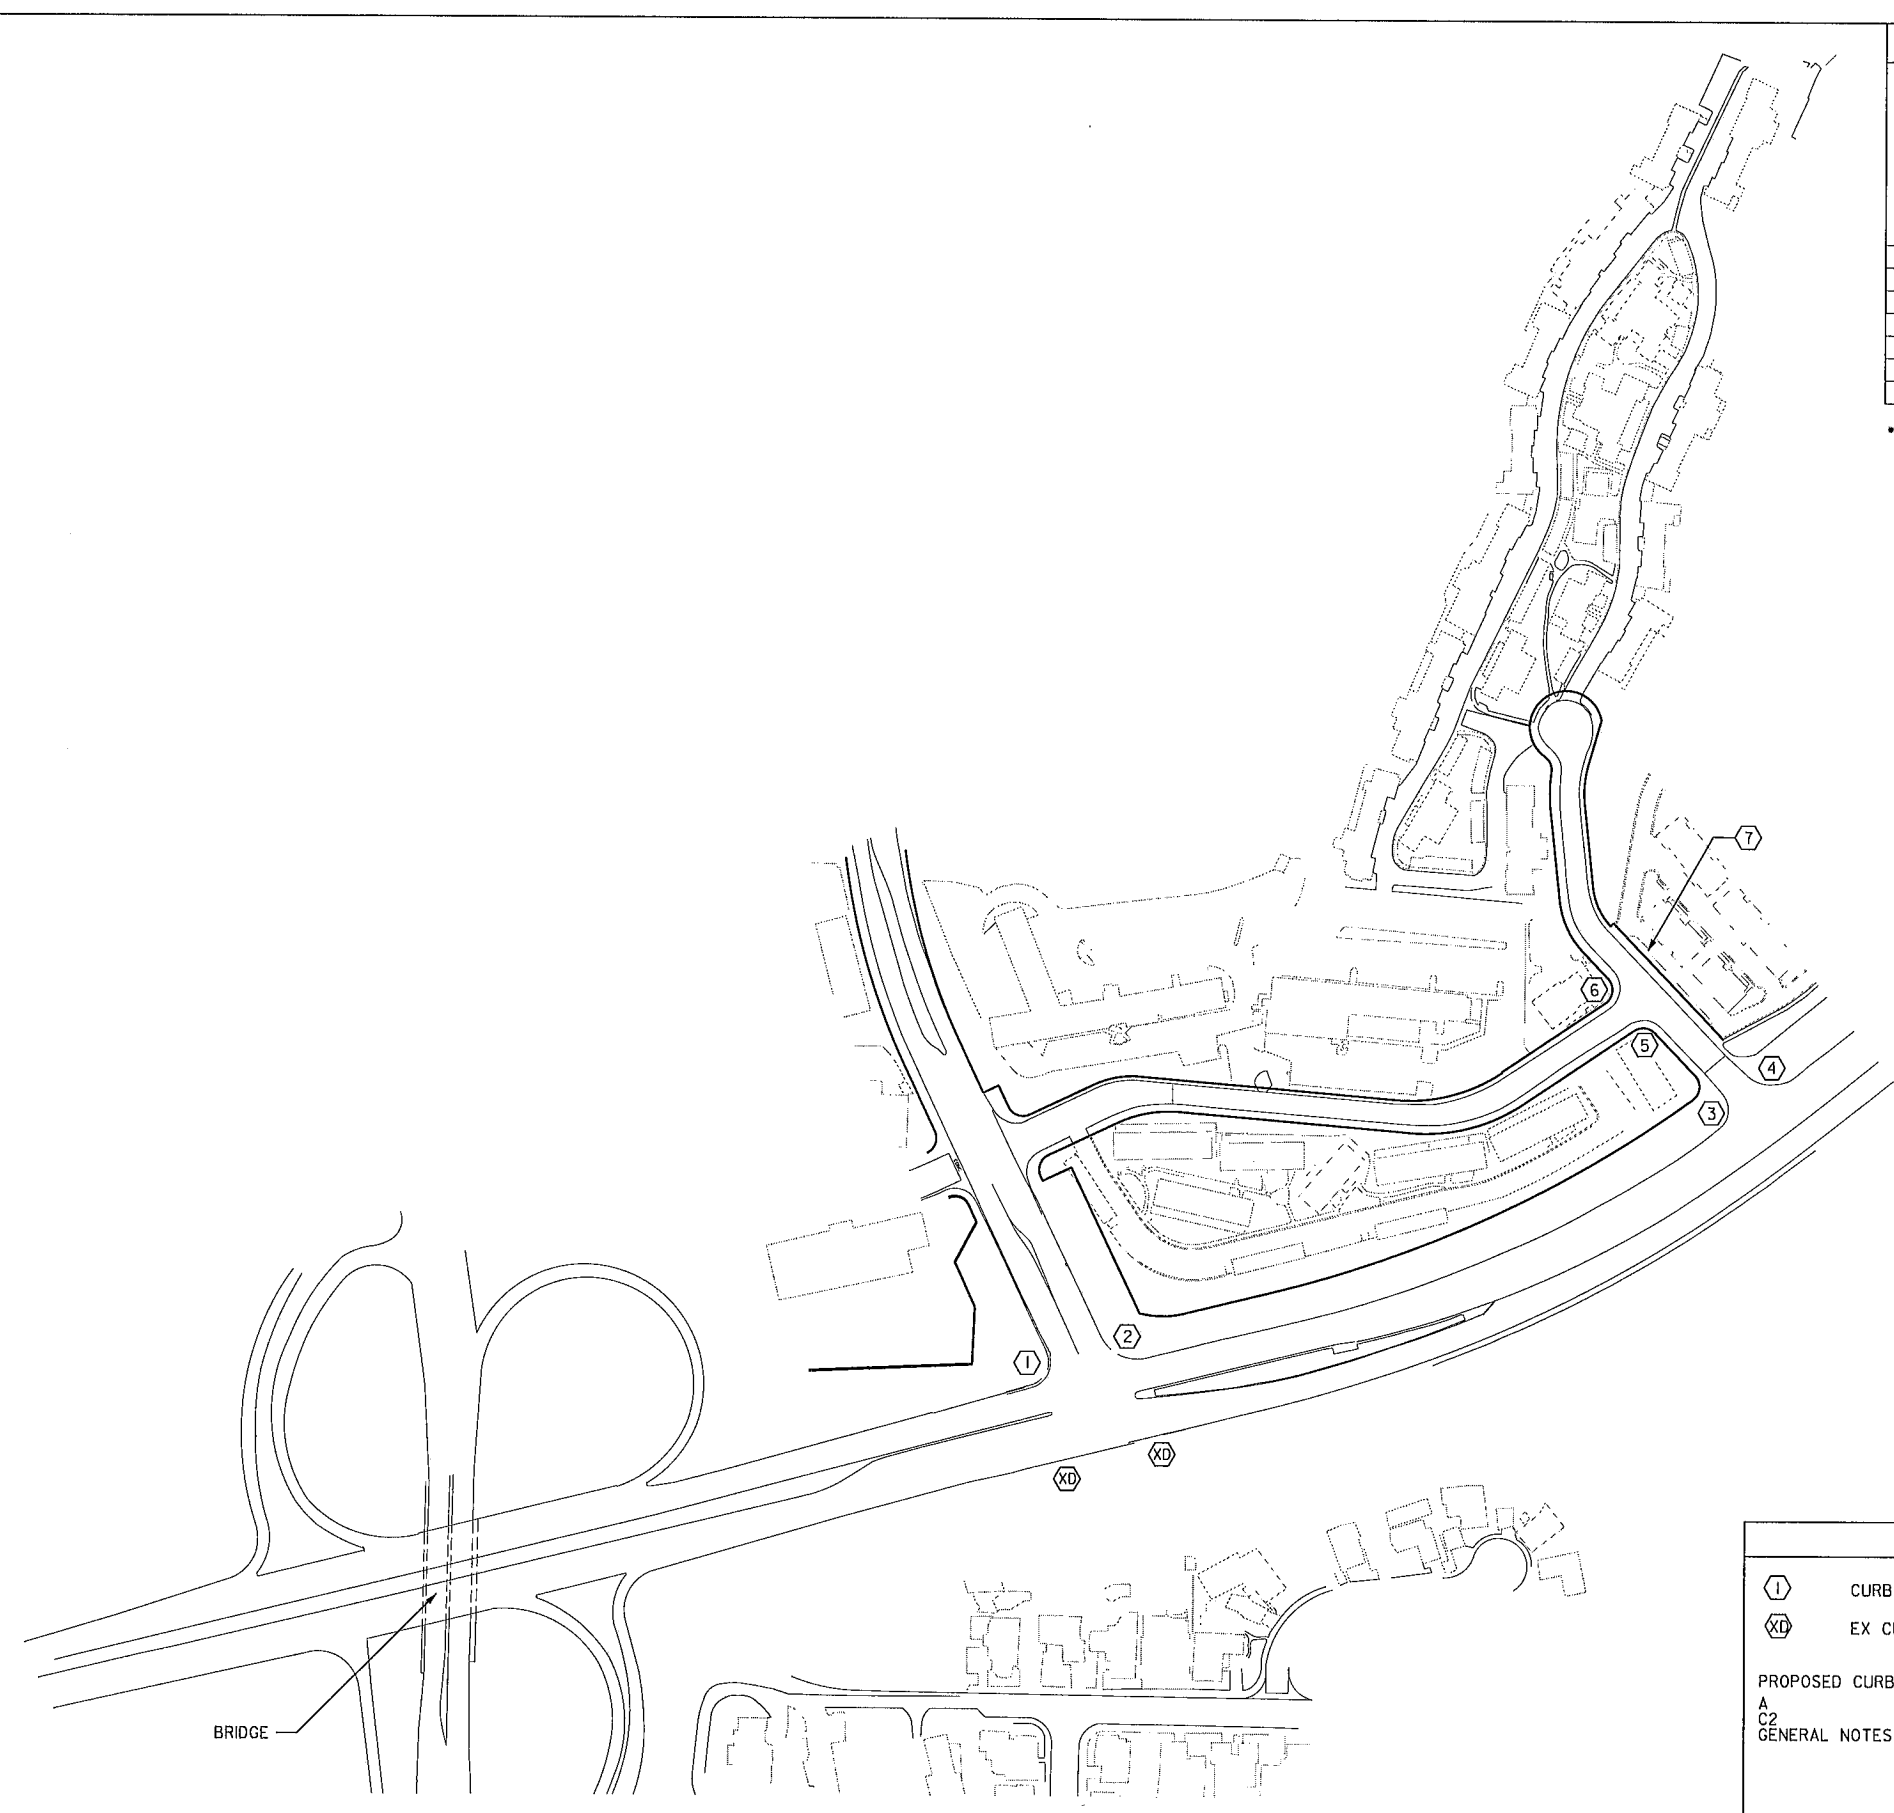 7
6
5
4
3
2
1
XD
XD
BRIDGE
1 CURB
XD EX
PROPOSED CURB
A
C2
GENERAL NOTES